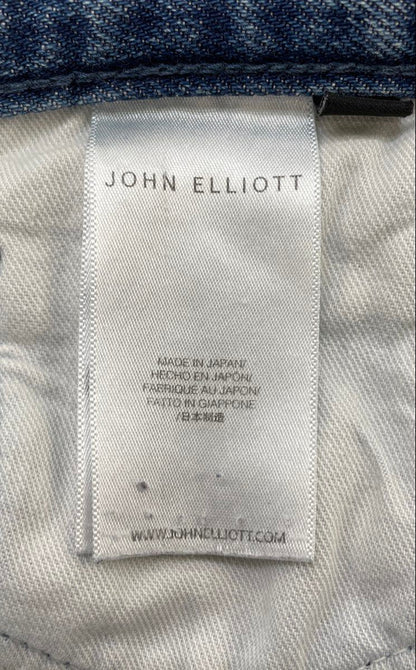 JOHN ELLIOTT
MADE IN JAPAN/
HECHO EN JAPÓN/
FABRIQUE AU JAPON/
FATTO IN GIAPPONE
/日本制造
WWW.JOHNELLIOTT.COM